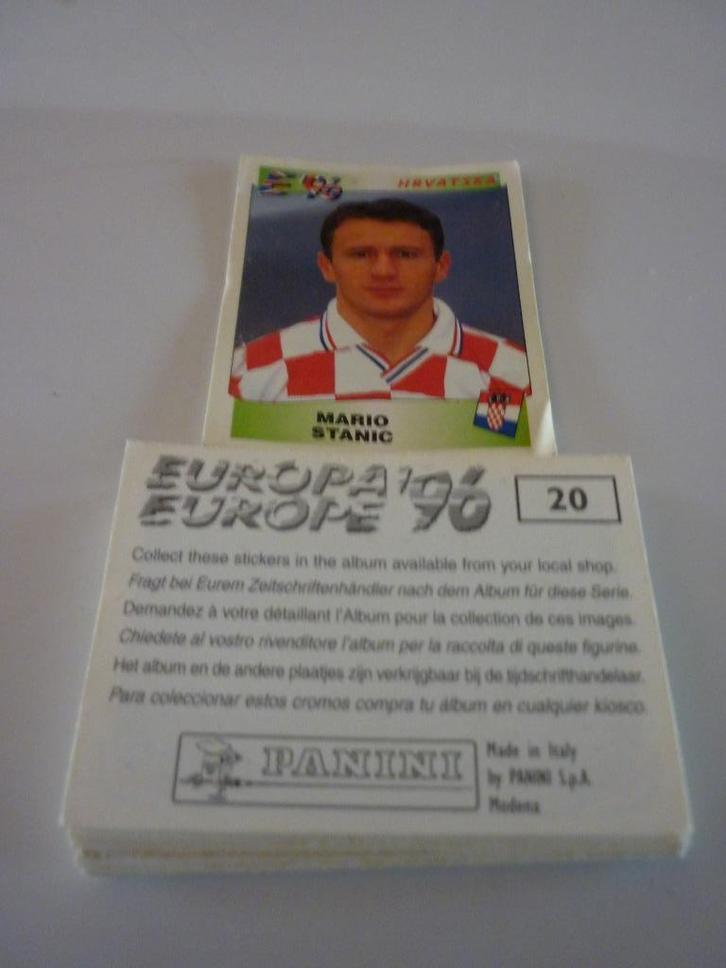 E '96
HRVATSKA
MARIO
STANIC
EUROPA '96
EUROPE
20
Collect these stickers in the album available from your local shop.
Fragt bei Eurem Zeitschriftenhändler nach dem Album für diese Serie.
Demandez à votre détaillant l'Album pour la collection de ces images.
Chiedete al vostro rivenditore l'album per la raccolta di queste figurine.
Het album en de andere plaatjes zijn verkrijgbaar bij de tijdschrifthandelaar.
Para coleccionar estos cromos compra tu álbum en cualquier kiosco.
PANINI
Made in Italy
by PANINI S.p.A.
Modena